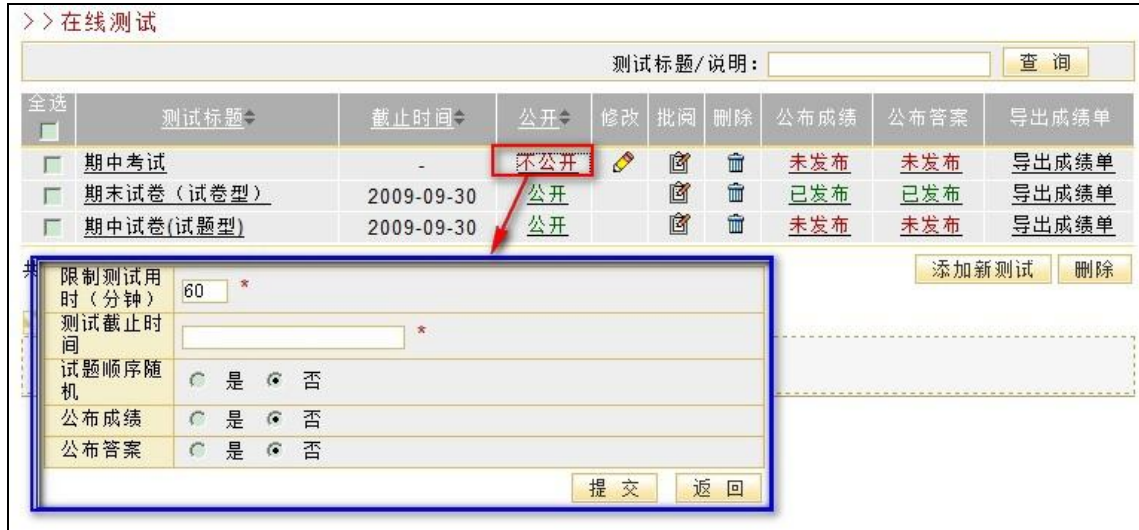 >>在线测试
测试标题/说明: 查 询
全选 测试标题 截止时间 公开 修改 批阅 删除 公布成绩 公布答案 导出成绩单
期中考试 - 不公开 未发布 未发布 导出成绩单
期末试卷（试卷型） 2009-09-30 公开 已发布 已发布 导出成绩单
期中试卷(试题型) 2009-09-30 公开 未发布 未发布 导出成绩单
添加新测试 删除
限制测试用
时（分钟） 60 *
测试截止时
间 *
试题顺序随
机 是 否
公布成绩 是 否
公布答案 是 否
提 交 返 回